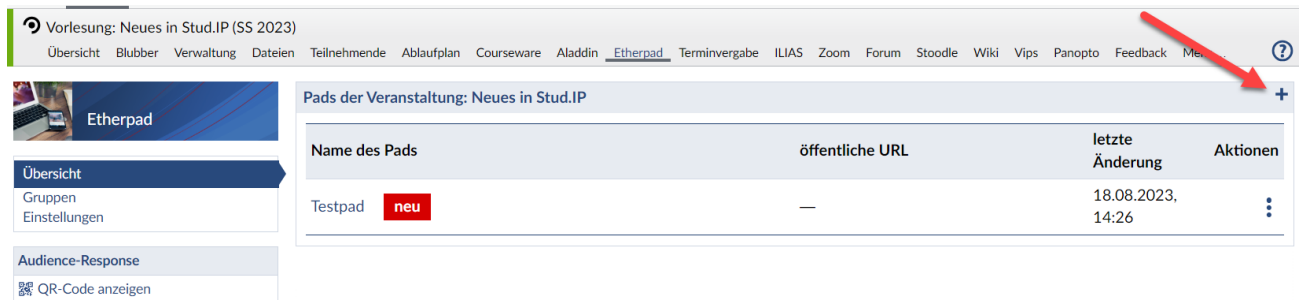 Vorlesung: Neues in Stud.IP (SS 2023)
Übersicht Blubber Verwaltung Dateien Teilnehmende Ablaufplan Courseware Aladdin Etherpad Terminvergabe ILIAS Zoom Forum Stoodle Wiki Vips Panopto Feedback
Etherpad
Übersicht
Gruppen
Einstellungen
Audience-Response
QR-Code anzeigen
Pads der Veranstaltung: Neues in Stud.IP +
Name des Pads öffentliche URL letzte Änderung Aktionen
Testpad neu — 18.08.2023, 14:26